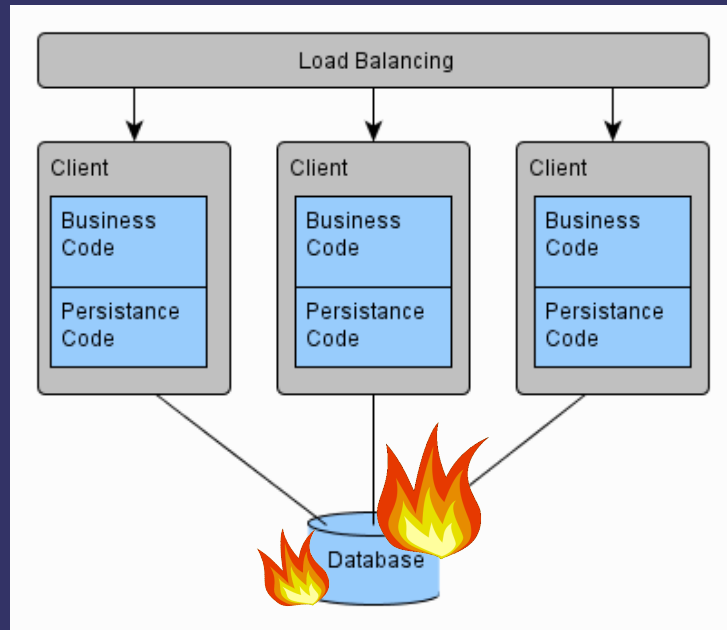 Load Balancing
Client
Business
Code
Persistance
Code
Client
Business
Code
Persistance
Code
Client
Business
Code
Persistance
Code
Database